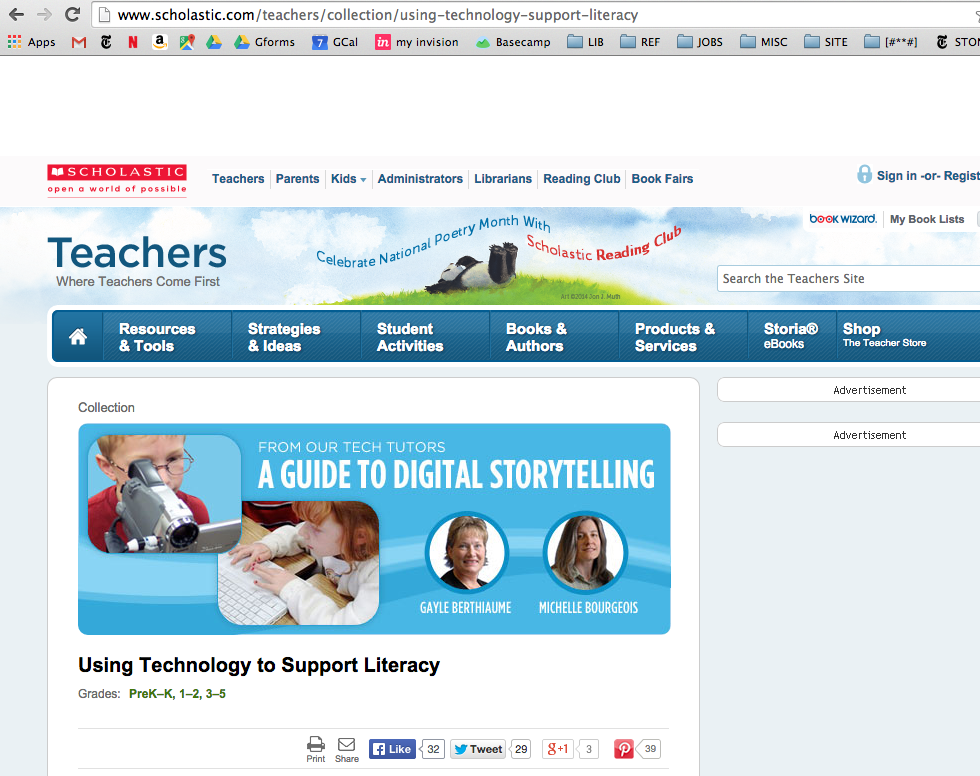 www.scholastic.com/teachers/collection/using-technology-support-literacy
Apps Gforms 7 GCal in my invision Basecamp LIB REF JOBS MISC SITE [#**#] STO
SCHOLASTIC
open a world of possible
Teachers Parents Kids Administrators Librarians Reading Club Book Fairs
Sign in -or- Regist
BOOK WIZARD. My Book Lists
Celebrate National Poetry Month With
Scholastic Reading Club
Teachers
Where Teachers Come First
Art ©2014 Jon J. Muth
Search the Teachers Site
Resources & Tools
Strategies & Ideas
Student Activities
Books & Authors
Products & Services
Storia®
eBooks
Shop
The Teacher Store
Collection
Advertisement
Advertisement
FROM OUR TECH TUTORS
A GUIDE TO DIGITAL STORYTELLING
GAYLE BERTHIAUME MICHELLE BOURGEOIS
Using Technology to Support Literacy
Grades: PreK–K, 1–2, 3–5
Print Share Like 32 Tweet 29 g+1 3 39